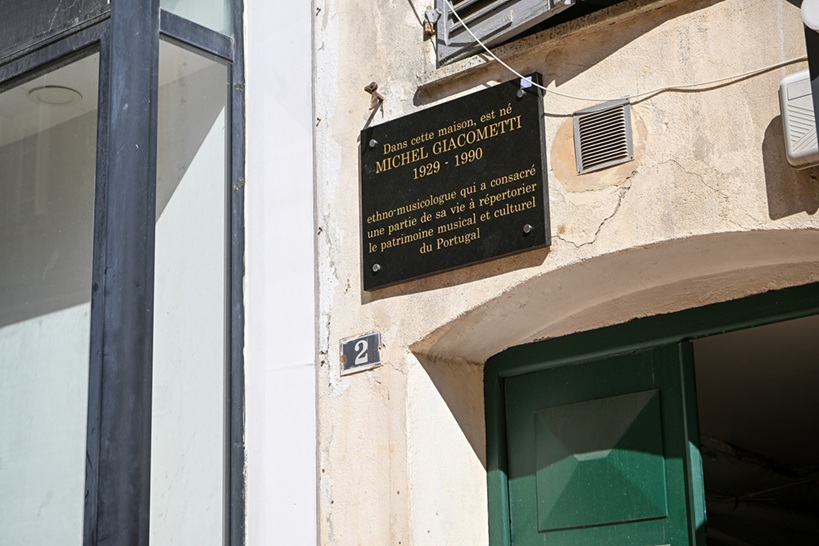 Dans cette maison, est né
MICHEL GIACOMETTI
1929 - 1990
ethno-musicologue qui a consacré
une partie de sa vie à répertorier
le patrimoine musical et culturel
du Portugal
2